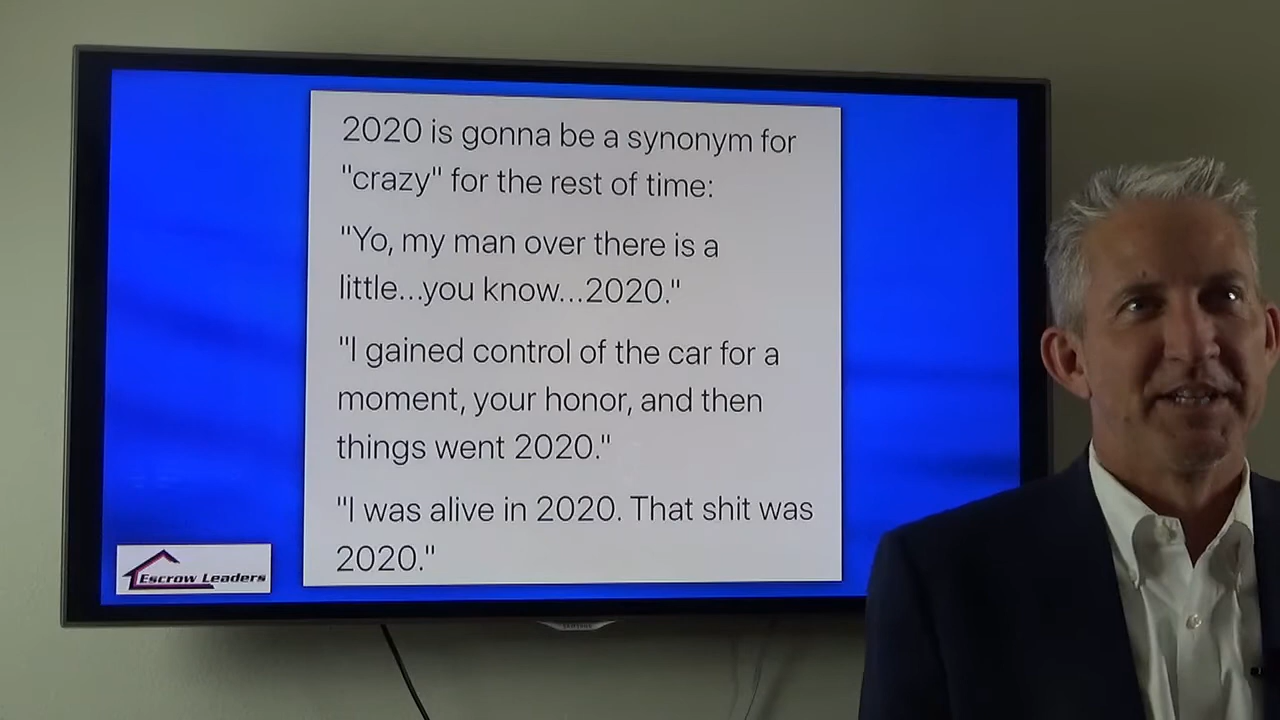 2020 is gonna be a synonym for
"crazy" for the rest of time:
"Yo, my man over there is a
little...you know...2020."
"I gained control of the car for a
moment, your honor, and then
things went 2020."
"I was alive in 2020. That shit was
2020."
Escrow Leaders
SAMSUNG